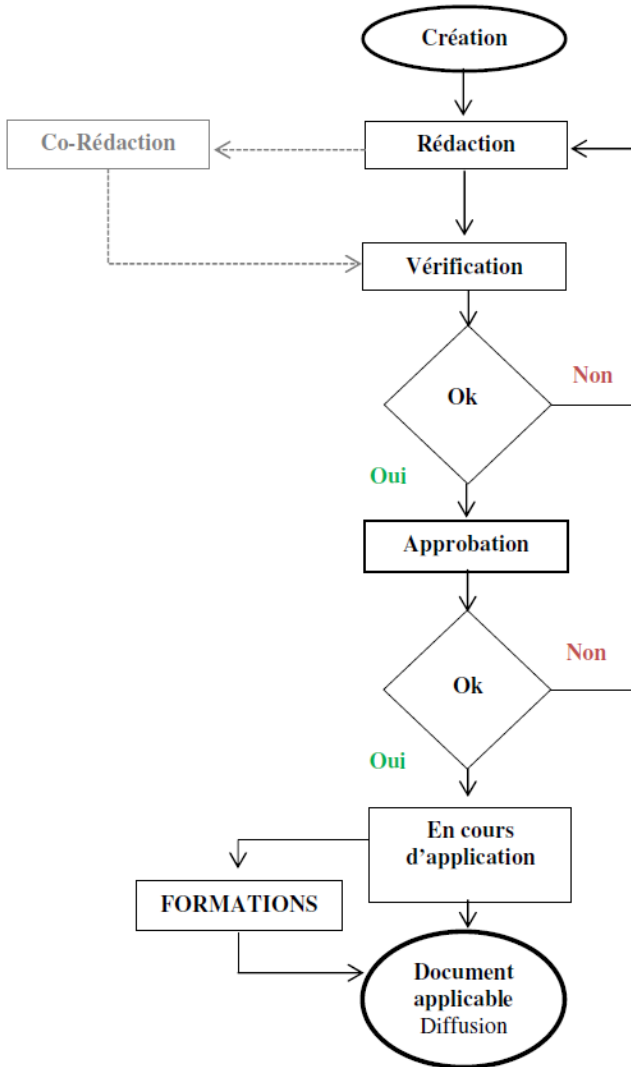 Création
Co-Rédaction
Rédaction
Vérification
Ok
Non
Oui
Approbation
Ok
Non
Oui
En cours
d’application
FORMATIONS
Document
applicable
Diffusion